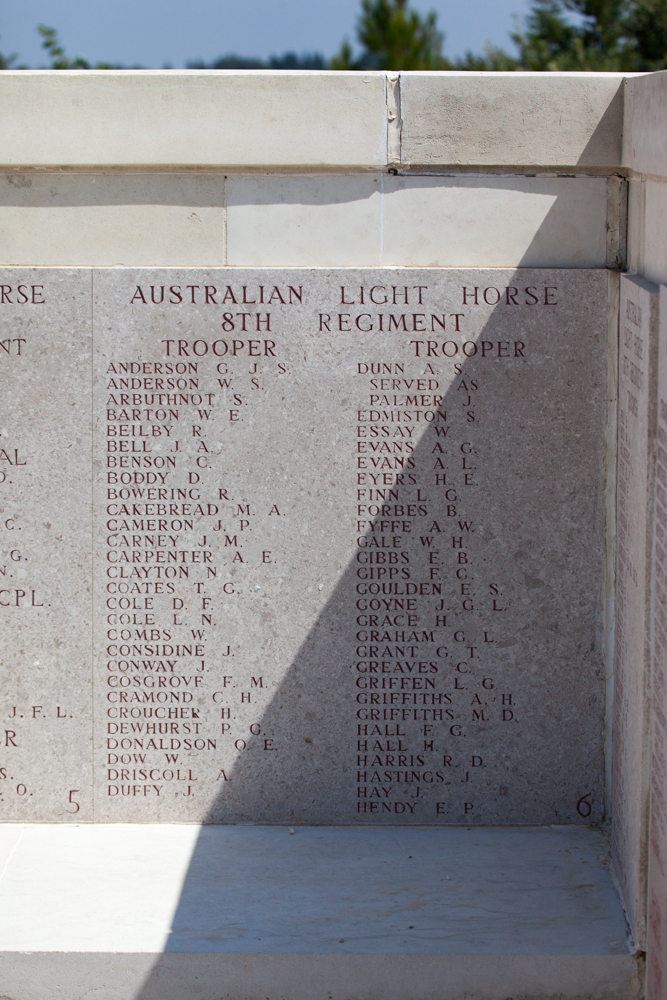 RSE
NT
AL
C.
G.
CPL.
J. F. L.
S.
O.
5
AUSTRALIAN LIGHT HORSE
8TH REGIMENT
TROOPER
ANDERSON G. J. S.
ANDERSON W. S.
ARBUTHNOT S.
BARTON W. E.
BEILBY R.
BELL J. A.
BENSON C.
BODDY D.
BOWERING R.
CAKEBREAD M. A.
CAMERON J. P.
CARNEY J. M.
CARPENTER A. E.
CLAYTON N.
COATES T. G.
COLE D. F.
COLE L. N.
COMBS W.
CONSIDINE J.
CONWAY J.
COSGROVE F. M.
CRAMOND C. H.
CROUCHER H.
DEWHURST P. G.
DONALDSON O. E.
DOW W.
DRISCOLL A.
DUFFY J.
TROOPER
DUNN A. S.
SERVED AS
PALMER J.
EDMISTON S.
ESSAY W.
EVANS A. G.
EVANS A. L.
EYERS H. E.
FINN L. G.
FORBES B.
FYFFE A. W.
GALE W. H.
GIBBS E. B.
GIPPS F. G.
GOULDEN E. S.
GOYNE J. G. L.
GRACE H.
GRAHAM G. L.
GRANT G. T.
GREAVES C.
GRIFFEN L. G.
GRIFFITHS A. H.
GRIFFITHS M. D.
HALL F. G.
HALL H.
HARRIS R. D.
HASTINGS J.
HAY J.
HENDY E. P.
6